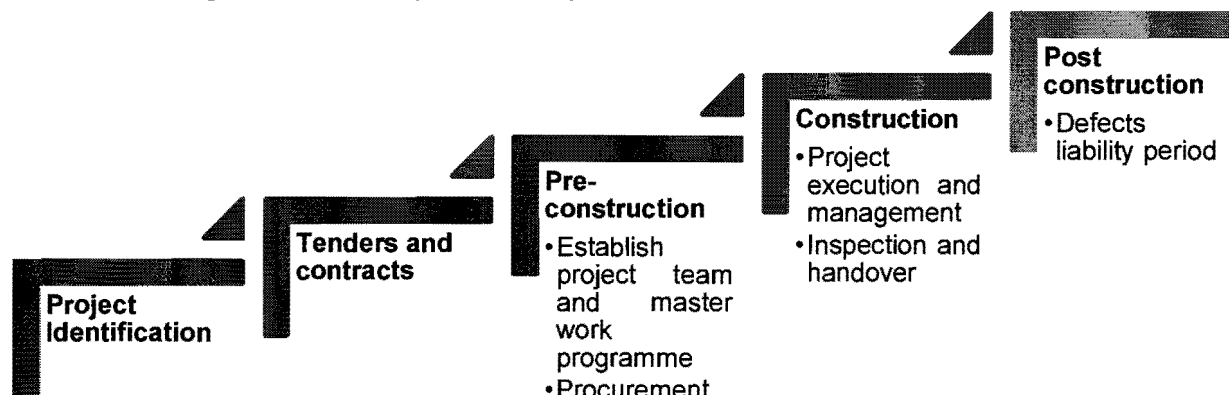 Project
Identification
Tenders and
contracts
Pre-
construction
•Establish
project team
and master
work
programme
•Procurement
Construction
•Project
execution and
management
•Inspection and
handover
Post
construction
•Defects
liability period